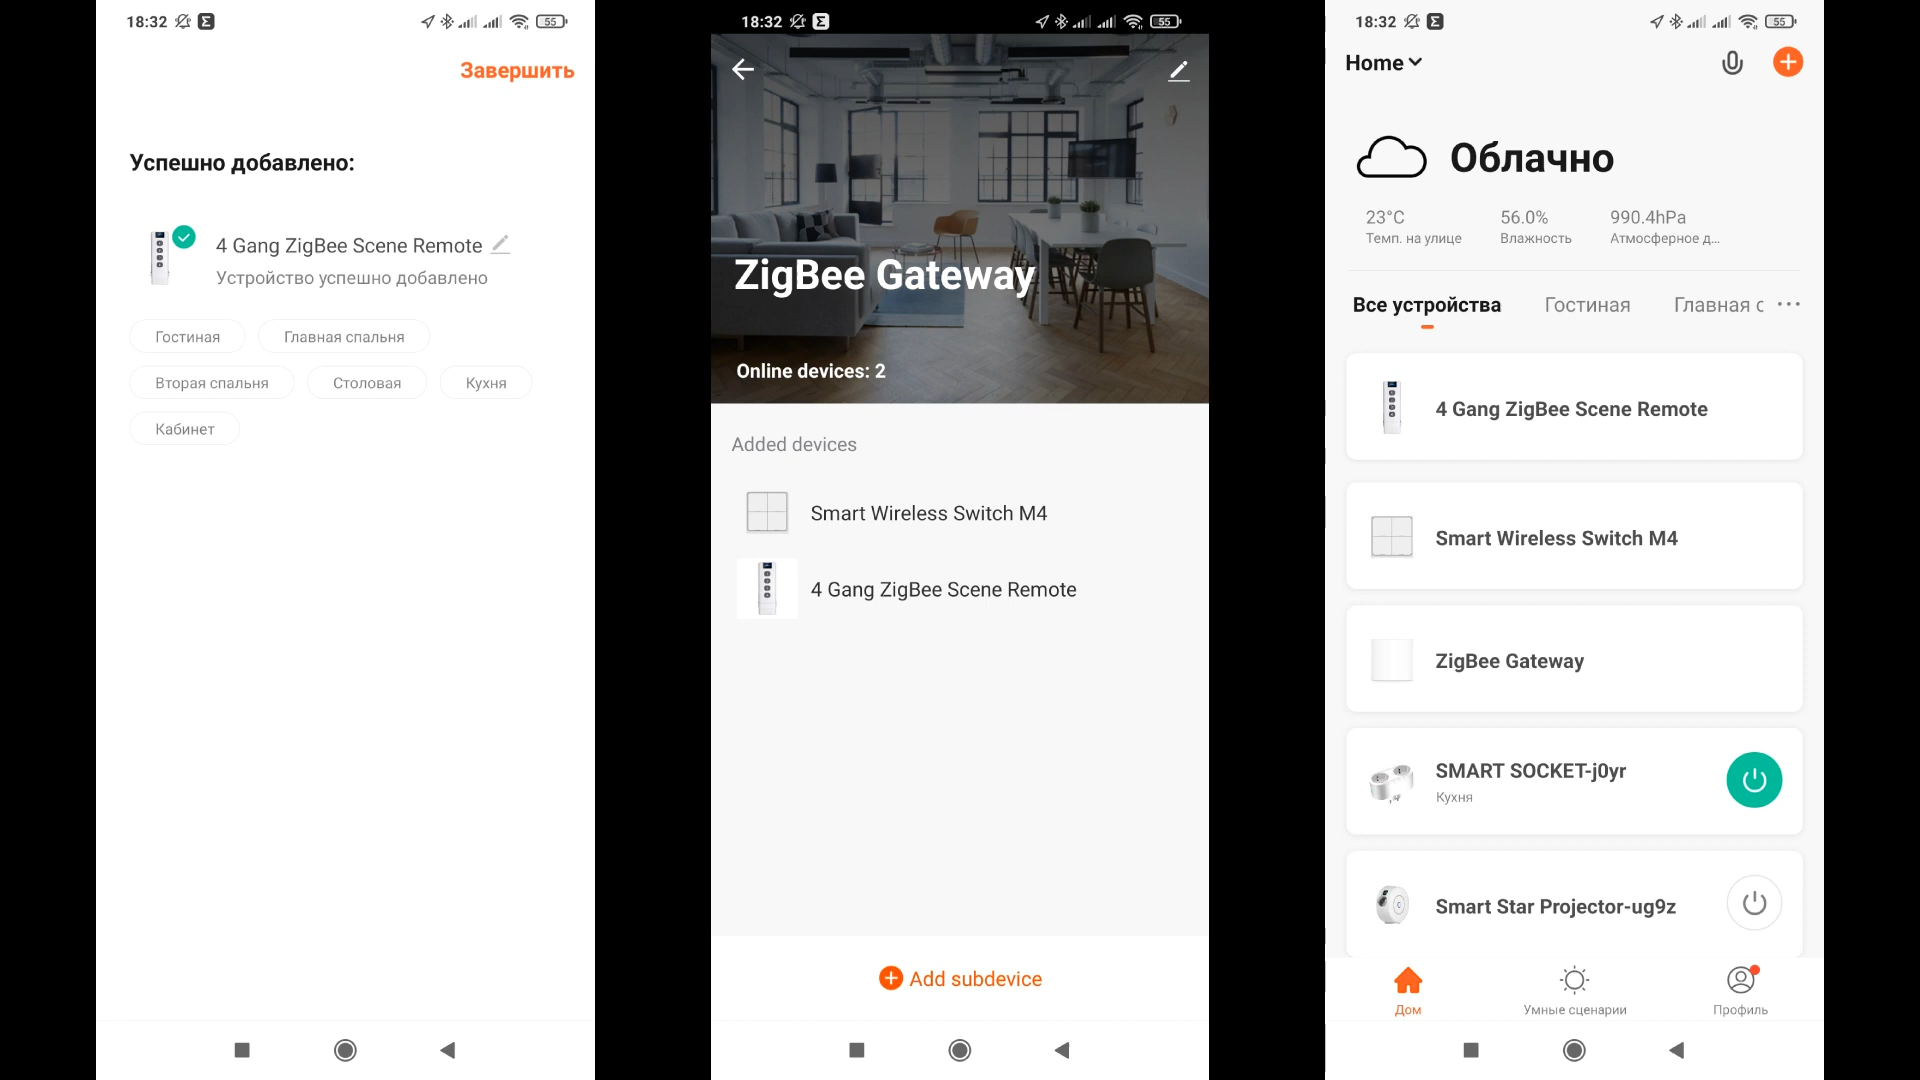 18:32
55
Завершить
Успешно добавлено:
4 Gang ZigBee Scene Remote
Устройство успешно добавлено
Гостиная
Главная спальня
Вторая спальня
Столовая
Кухня
Кабинет
18:32
55
ZigBee Gateway
Online devices: 2
Added devices
Smart Wireless Switch M4
4 Gang ZigBee Scene Remote
Add subdevice
18:32
55
Home
Облачно
23°C 56.0% 990.4hPa
Темп. на улице Влажность Атмосферное д...
Все устройства Гостиная Главная с ...
4 Gang ZigBee Scene Remote
Smart Wireless Switch M4
ZigBee Gateway
SMART SOCKET-j0yr
Кухня
Smart Star Projector-ug9z
Дом Умные сценарии Профиль